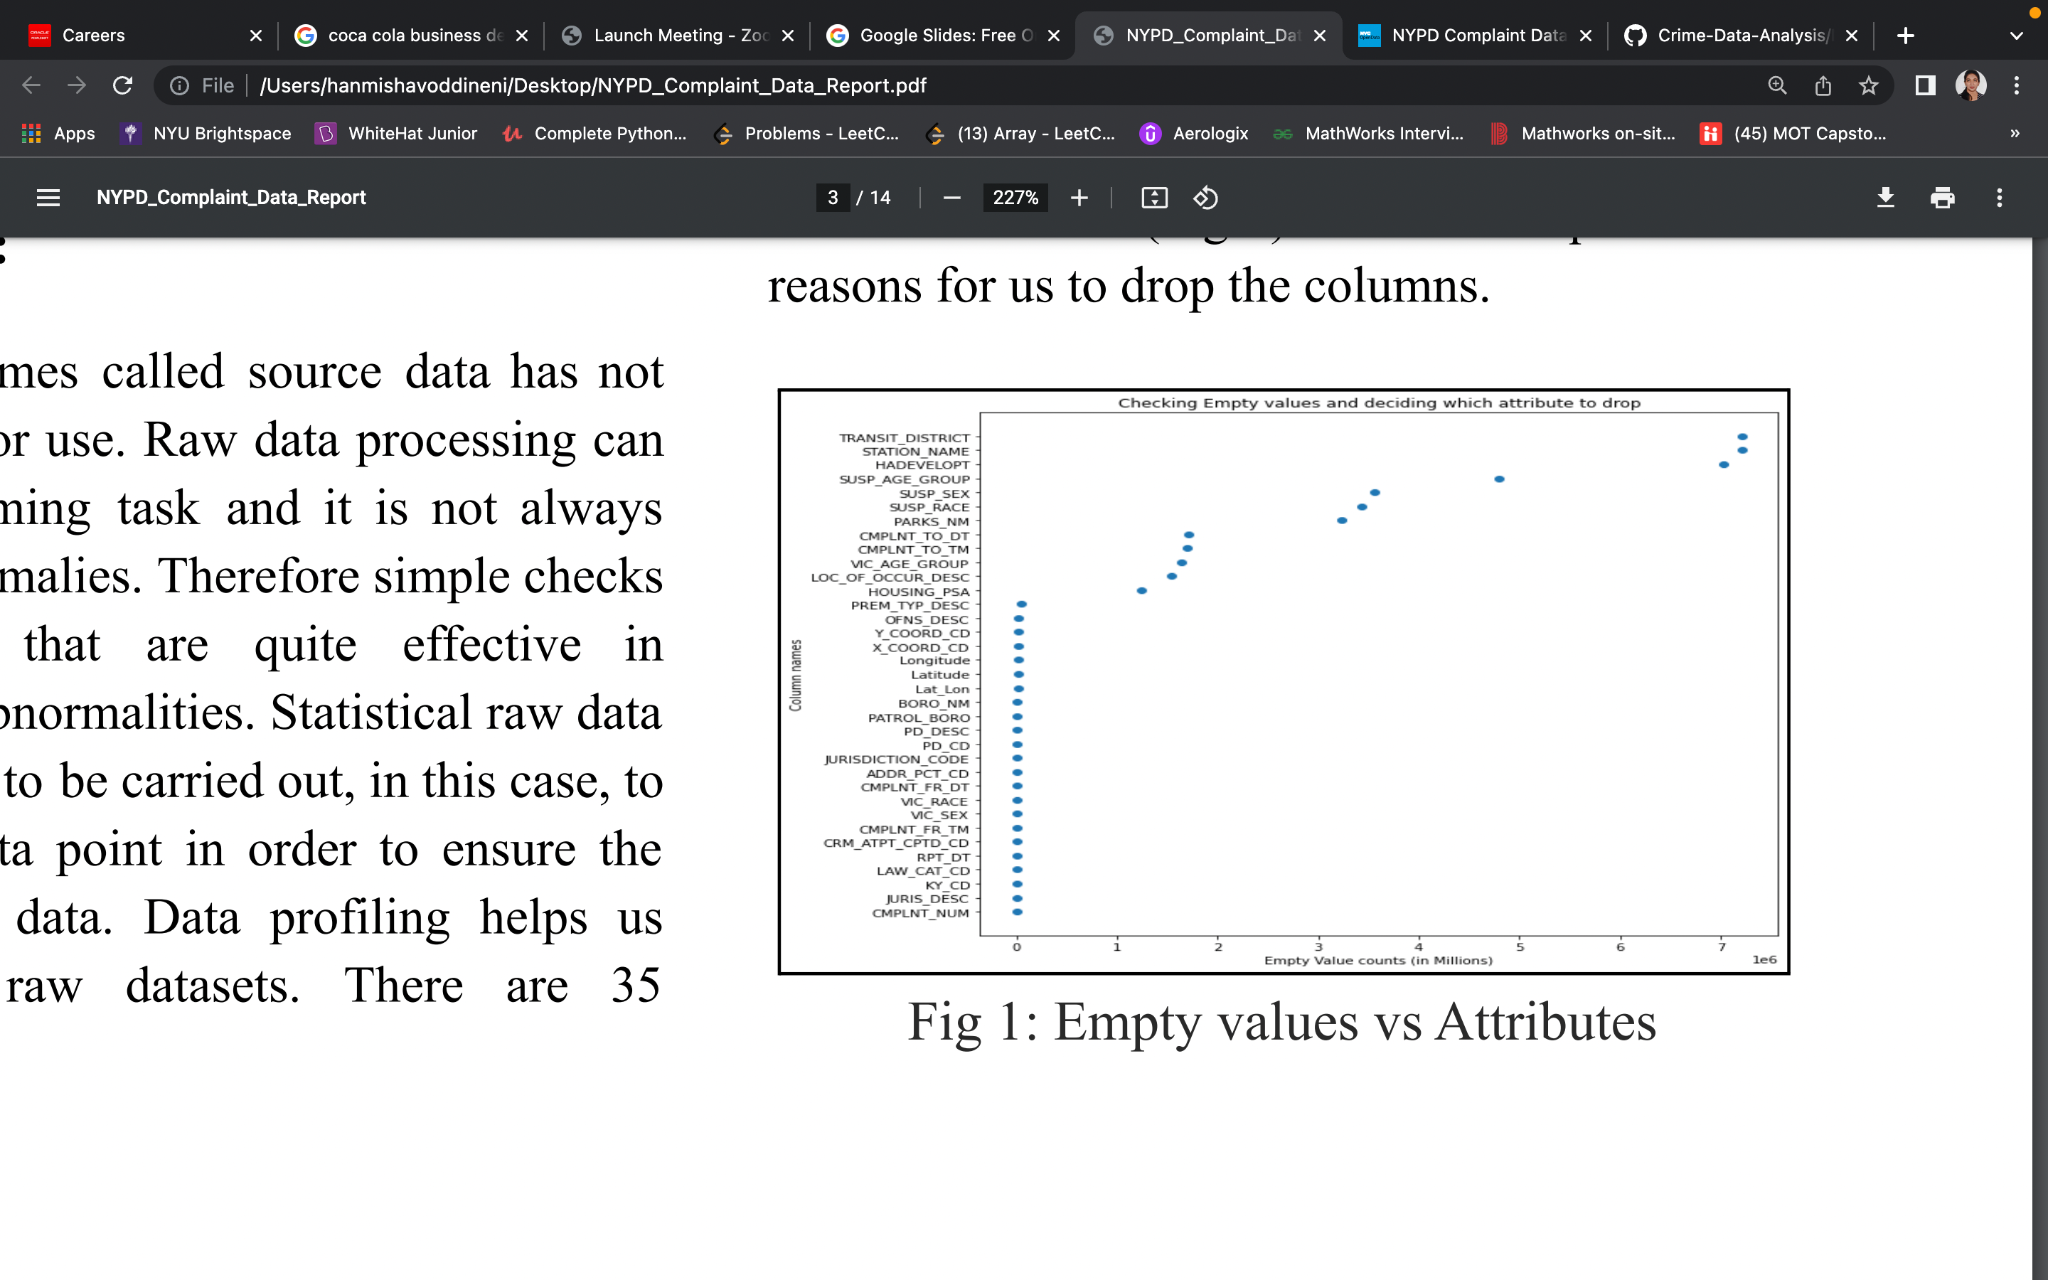 Careers
coca cola business de
Launch Meeting - Zoo
Google Slides: Free O
NYPD_Complaint_Dat
NYPD Complaint Data
Crime-Data-Analysis/
File
/Users/hanmishavoddineni/Desktop/NYPD_Complaint_Data_Report.pdf
Apps
NYU Brightspace
WhiteHat Junior
Complete Python...
Problems - LeetC...
(13) Array - LeetC...
Aerologix
MathWorks Intervi...
Mathworks on-sit...
(45) MOT Capsto...
»
NYPD_Complaint_Data_Report
3 / 14
227%
mes called source data has not
or use. Raw data processing can
ming task and it is not always
malies. Therefore simple checks
that are quite effective in
bnormalities. Statistical raw data
to be carried out, in this case, to
ta point in order to ensure the
data. Data profiling helps us
raw datasets. There are 35
reasons for us to drop the columns.
Checking Empty values and deciding which attribute to drop
TRANSIT_DISTRICT
STATION_NAME
HADEVELOPT
SUSP_AGE_GROUP
SUSP_SEX
SUSP_RACE
PARKS_NM
CMPLNT_TO_DT
CMPLNT_TO_TM
VIC_AGE_GROUP
LOC_OF_OCCUR_DESC
HOUSING_PSA
PREM_TYP_DESC
OFNS_DESC
Y_COORD_CD
X_COORD_CD
Longitude
Latitude
Lat_Lon
BORO_NM
PATROL_BORO
PD_DESC
PD_CD
JURISDICTION_CODE
ADDR_PCT_CD
CMPLNT_FR_DT
VIC_RACE
VIC_SEX
CMPLNT_FR_TM
CRM_ATPT_CPTD_CD
RPT_DT
LAW_CAT_CD
KY_CD
JURIS_DESC
CMPLNT_NUM
Column names
0 1 2 3 4 5 6 7
Empty Value counts (in Millions)
1e6
Fig 1: Empty values vs Attributes